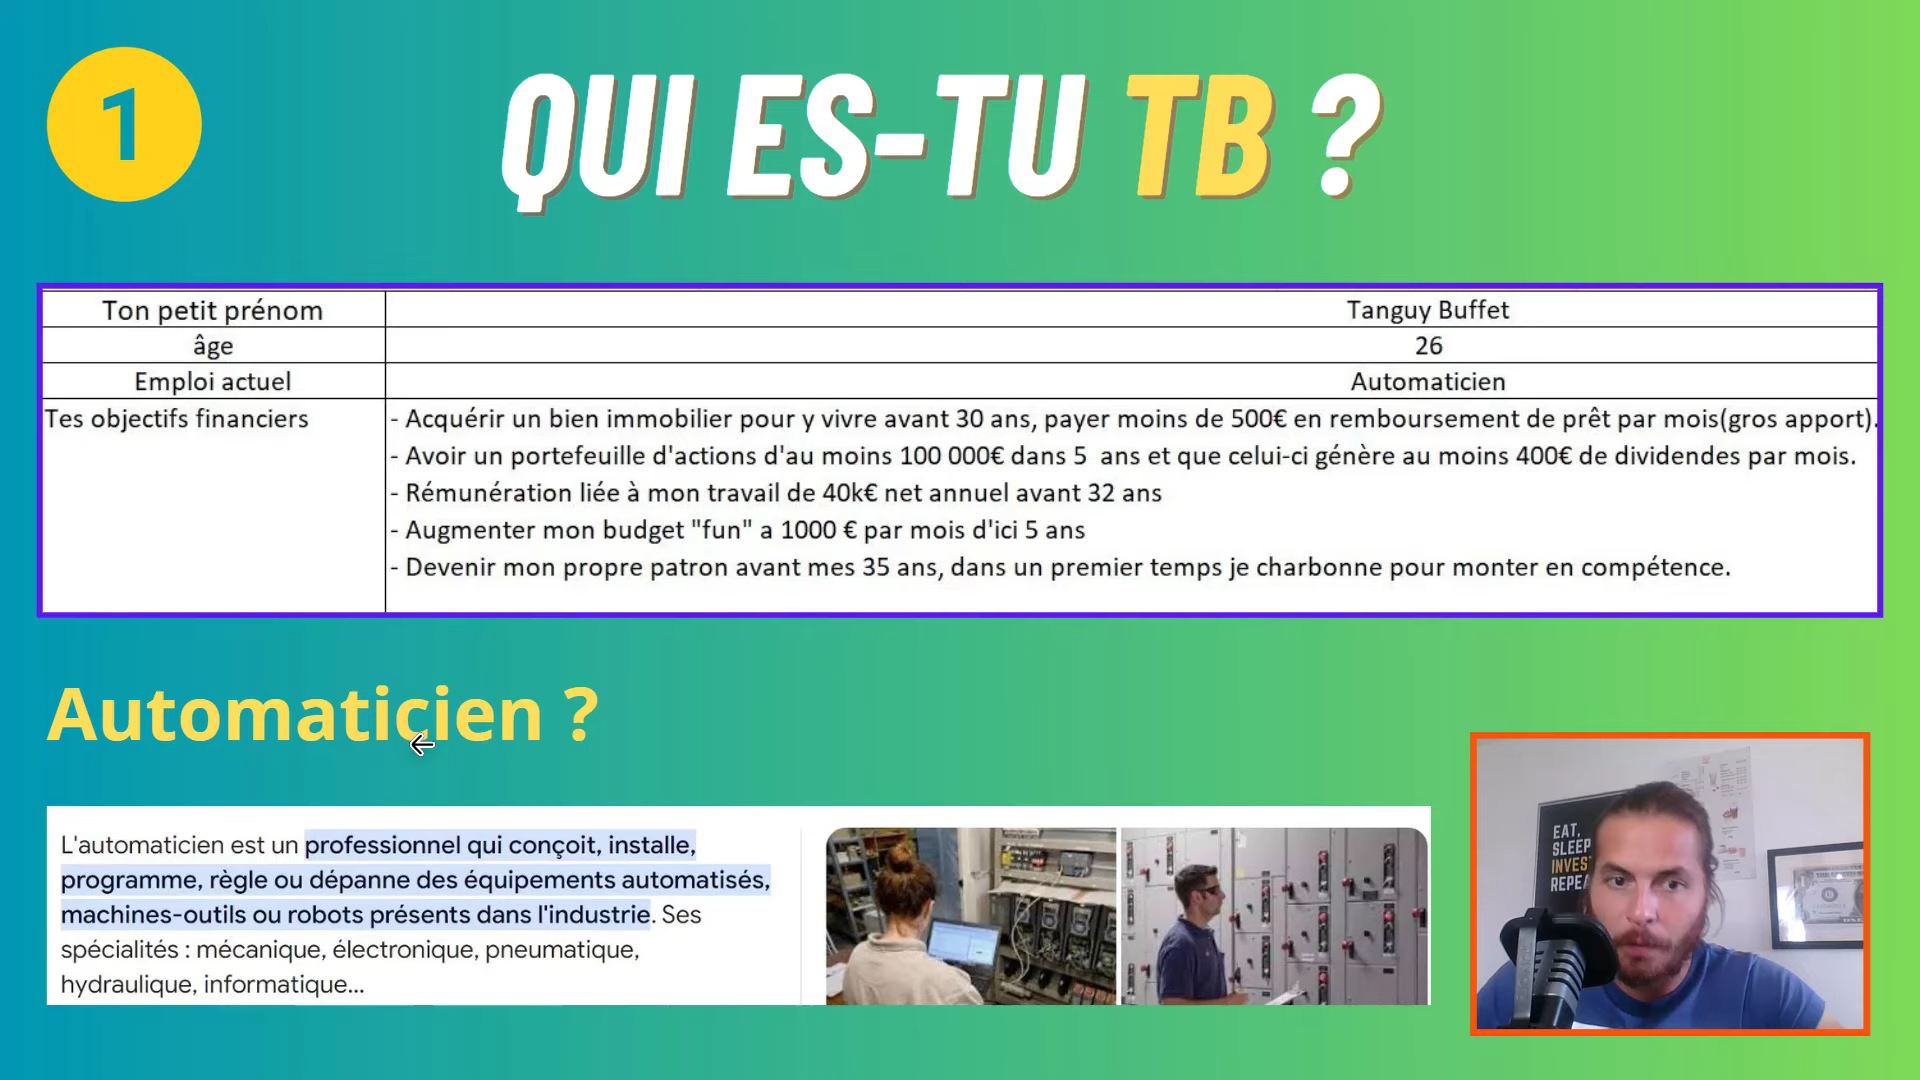 1
QUI ES-TU TB ?
Ton petit prénom
Tanguy Buffet
âge
26
Emploi actuel
Automaticien
Tes objectifs financiers
- Acquérir un bien immobilier pour y vivre avant 30 ans, payer moins de 500€ en remboursement de prêt par mois(gros apport).
- Avoir un portefeuille d'actions d'au moins 100 000€ dans 5  ans et que celui-ci génère au moins 400€ de dividendes par mois.
- Rémunération liée à mon travail de 40k€ net annuel avant 32 ans
- Augmenter mon budget "fun" a 1000 € par mois d'ici 5 ans
- Devenir mon propre patron avant mes 35 ans, dans un premier temps je charbonne pour monter en compétence.
Automaticien ?
L'automaticien est un professionnel qui conçoit, installe,
programme, règle ou dépanne des équipements automatisés,
machines-outils ou robots présents dans l'industrie. Ses
spécialités : mécanique, électronique, pneumatique,
hydraulique, informatique...
EAT,
SLEEP
INVES
REPEA